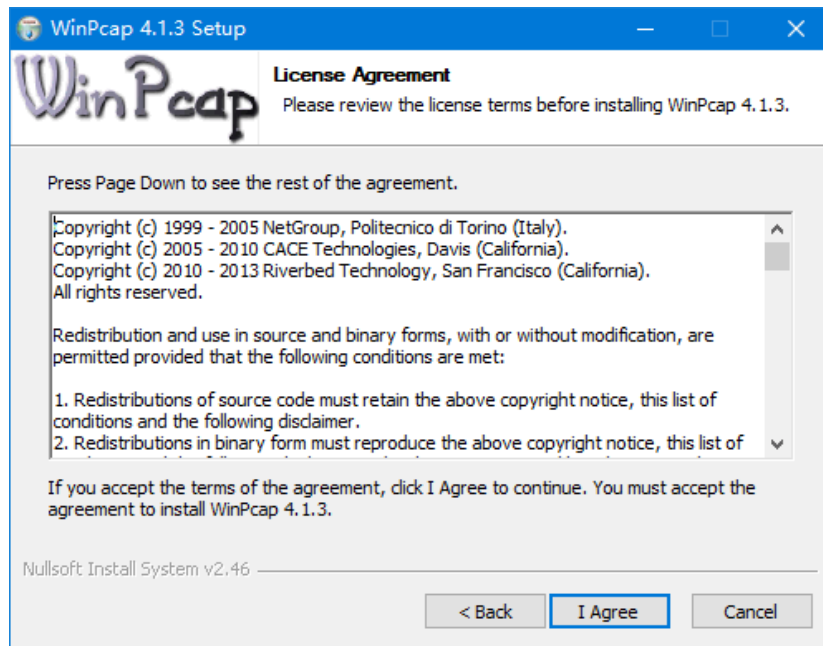 WinPcap 4.1.3 Setup
WinPcap
License Agreement
Please review the license terms before installing WinPcap 4.1.3.
Press Page Down to see the rest of the agreement.
Copyright (c) 1999 - 2005 NetGroup, Politecnico di Torino (Italy).
Copyright (c) 2005 - 2010 CACE Technologies, Davis (California).
Copyright (c) 2010 - 2013 Riverbed Technology, San Francisco (California).
All rights reserved.
Redistribution and use in source and binary forms, with or without modification, are
permitted provided that the following conditions are met:
1. Redistributions of source code must retain the above copyright notice, this list of
conditions and the following disclaimer.
2. Redistributions in binary form must reproduce the above copyright notice, this list of
If you accept the terms of the agreement, click I Agree to continue. You must accept the
agreement to install WinPcap 4.1.3.
Nullsoft Install System v2.46
< Back
I Agree
Cancel